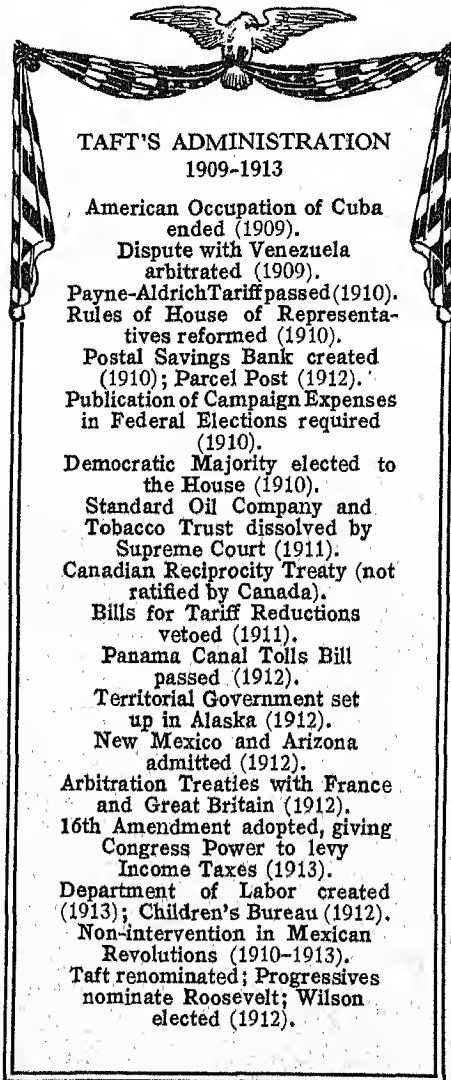 TAFT'S ADMINISTRATION
1909-1913
American Occupation of Cuba
ended (1909).
Dispute with Venezuela
arbitrated (1909).
Payne-Aldrich Tariff passed (1910).
Rules of House of Representa-
tives reformed (1910).
Postal Savings Bank created
(1910); Parcel Post (1912).
Publication of Campaign Expenses
in Federal Elections required
(1910).
Democratic Majority elected to
the House (1910).
Standard Oil Company and
Tobacco Trust dissolved by
Supreme Court (1911).
Canadian Reciprocity Treaty (not
ratified by Canada).
Bills for Tariff Reductions
vetoed (1911).
Panama Canal Tolls Bill
passed (1912).
Territorial Government set
up in Alaska (1912).
New Mexico and Arizona
admitted (1912).
Arbitration Treaties with France
and Great Britain (1912).
16th Amendment adopted, giving
Congress Power to levy
Income Taxes (1913).
Department of Labor created
(1913); Children's Bureau (1912).
Non-intervention in Mexican
Revolutions (1910-1913).
Taft renominated; Progressives
nominate Roosevelt; Wilson
elected (1912).